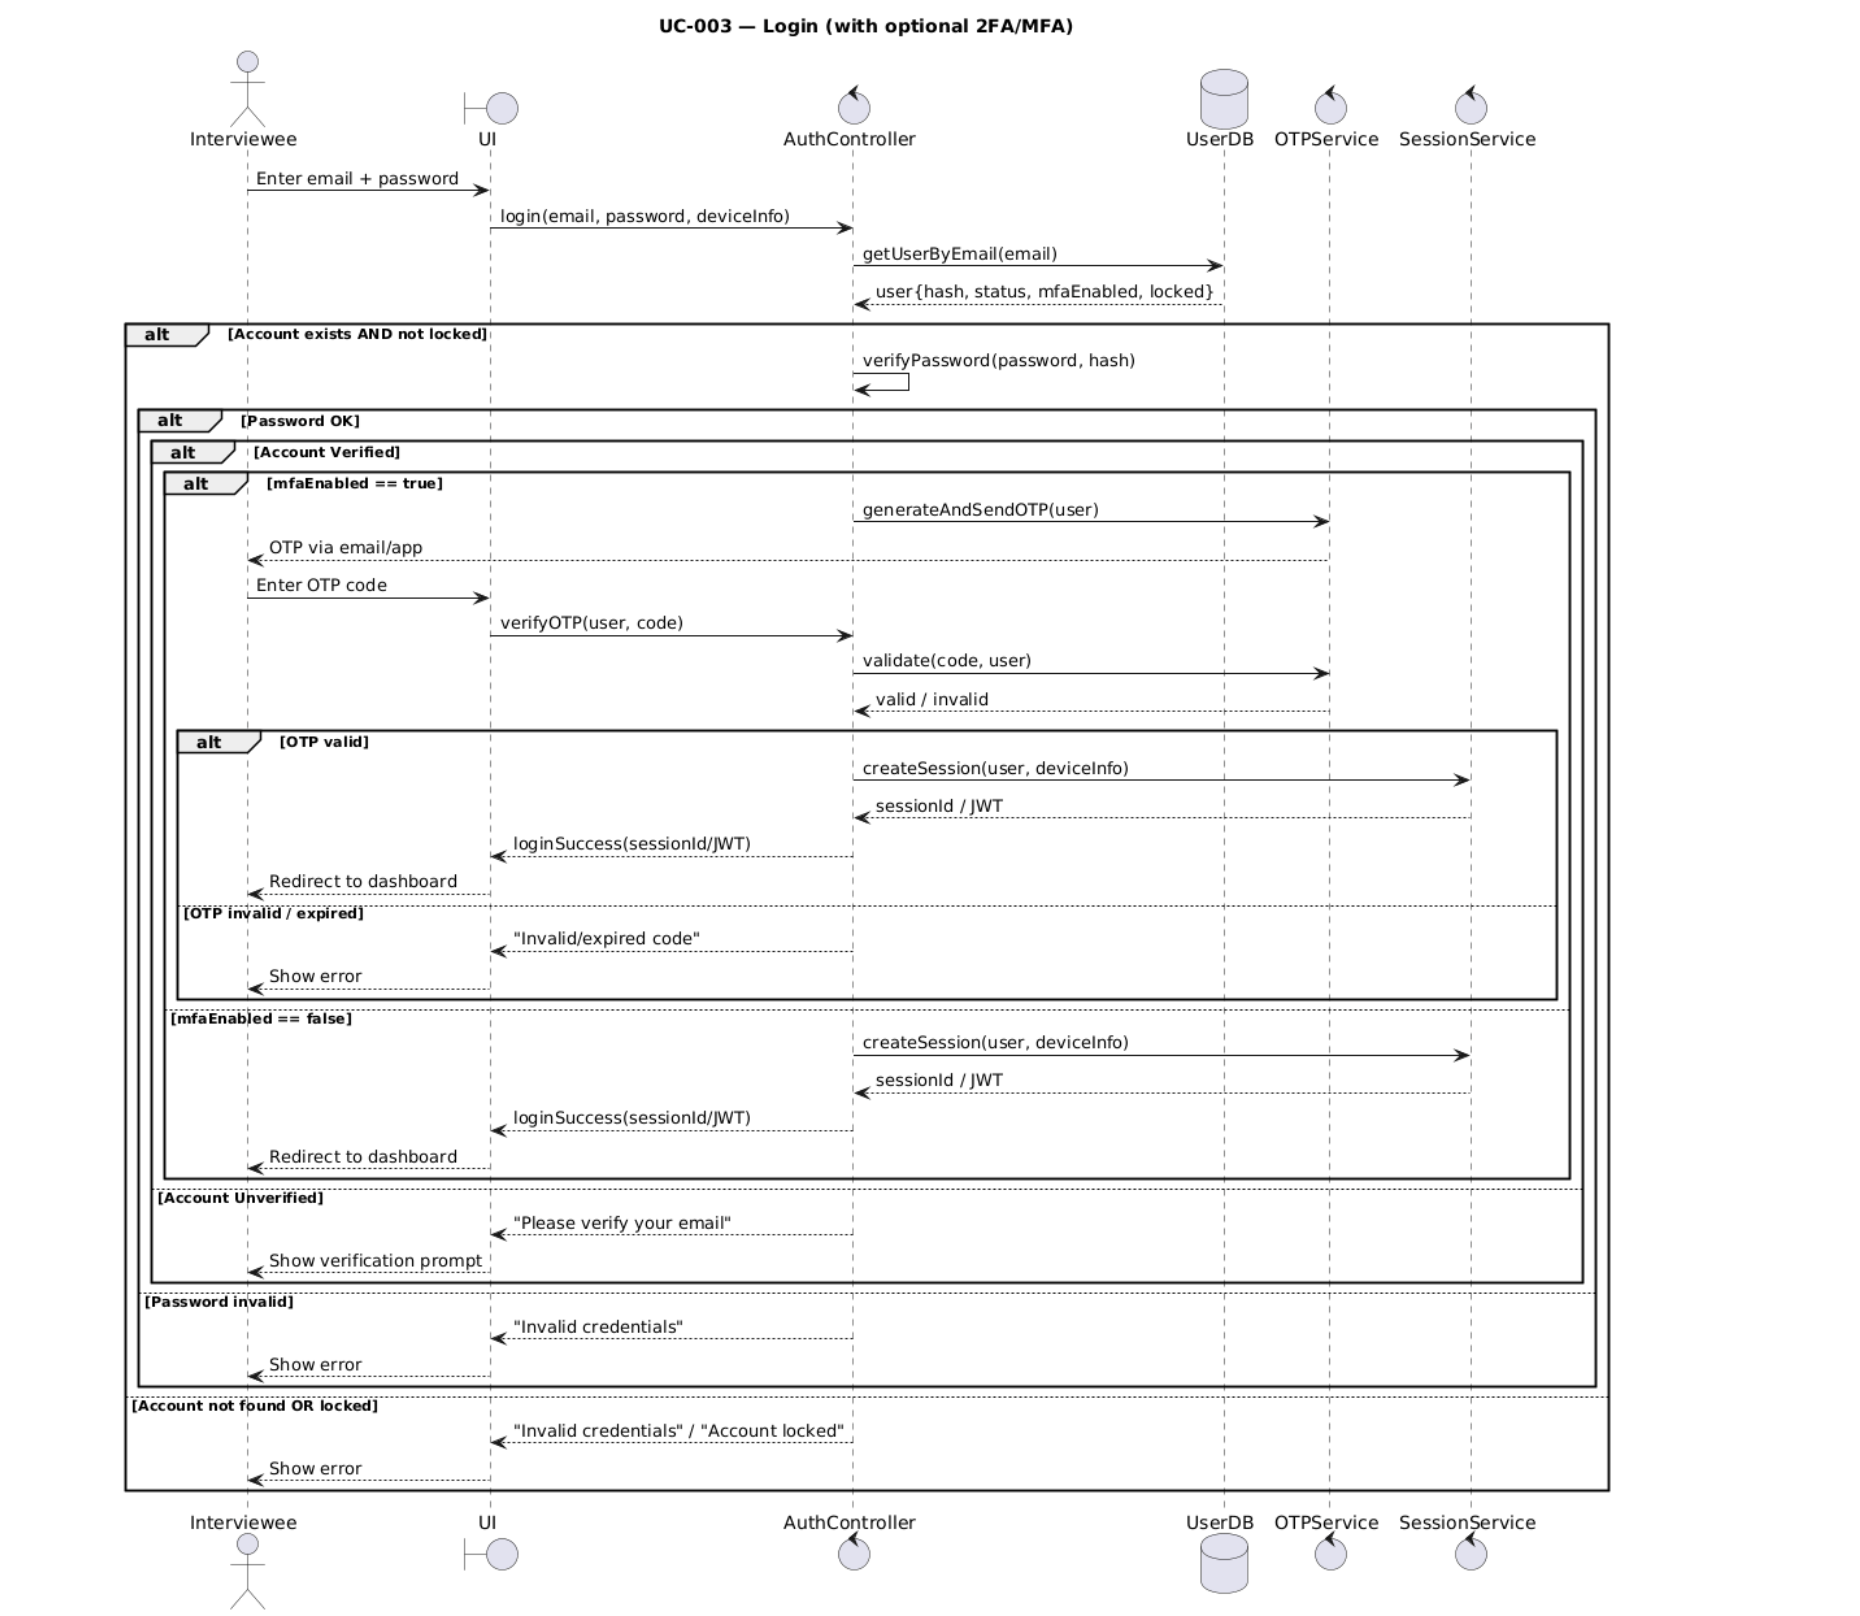 UC-003 — Login (with optional 2FA/MFA)
Interviewee UI AuthController UserDB OTPService SessionService
Enter email + password
login(email, password, deviceInfo)
getUserByEmail(email)
user{hash, status, mfaEnabled, locked}
alt [Account exists AND not locked]
verifyPassword(password, hash)
alt [Password OK]
alt [Account Verified]
alt [mfaEnabled == true]
generateAndSendOTP(user)
OTP via email/app
Enter OTP code
verifyOTP(user, code)
validate(code, user)
valid / invalid
alt [OTP valid]
createSession(user, deviceInfo)
sessionId / JWT
loginSuccess(sessionId/JWT)
Redirect to dashboard
[OTP invalid / expired]
"Invalid/expired code"
Show error
[mfaEnabled == false]
createSession(user, deviceInfo)
sessionId / JWT
loginSuccess(sessionId/JWT)
Redirect to dashboard
[Account Unverified]
"Please verify your email"
Show verification prompt
[Password invalid]
"Invalid credentials"
Show error
[Account not found OR locked]
"Invalid credentials" / "Account locked"
Show error
Interviewee UI AuthController UserDB OTPService SessionService